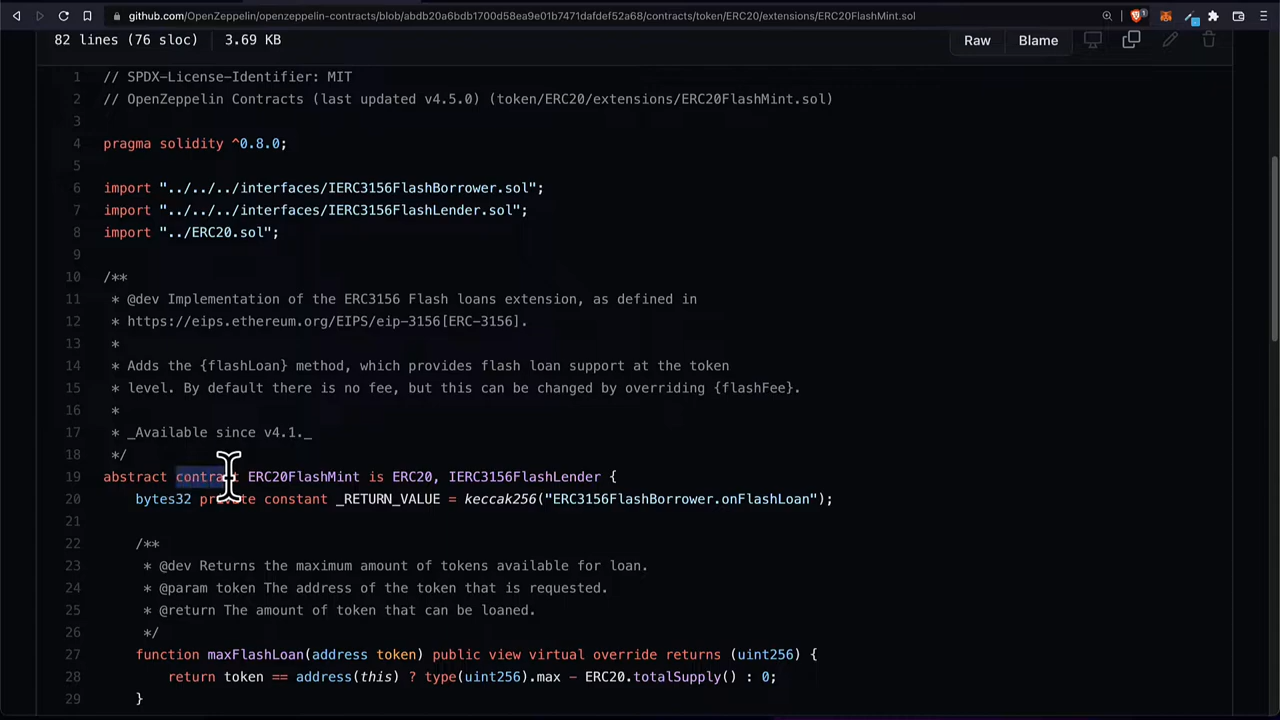 github.com/OpenZeppelin/openzeppelin-contracts/blob/abdb20a6bdb1700d58ea9e01b7471dafdef52a68/contracts/token/ERC20/extensions/ERC20FlashMint.sol
82 lines (76 sloc) 3.69 KB Raw Blame
1 // SPDX-License-Identifier: MIT
2 // OpenZeppelin Contracts (last updated v4.5.0) (token/ERC20/extensions/ERC20FlashMint.sol)
3
4 pragma solidity ^0.8.0;
5
6 import "../../../interfaces/IERC3156FlashBorrower.sol";
7 import "../../../interfaces/IERC3156FlashLender.sol";
8 import "../ERC20.sol";
9
10 /**
11 * @dev Implementation of the ERC3156 Flash loans extension, as defined in
12 * https://eips.ethereum.org/EIPS/eip-3156[ERC-3156].
13 *
14 * Adds the {flashLoan} method, which provides flash loan support at the token
15 * level. By default there is no fee, but this can be changed by overriding {flashFee}.
16 *
17 * _Available since v4.1._
18 */
19 abstract contract ERC20FlashMint is ERC20, IERC3156FlashLender {
20 bytes32 private constant _RETURN_VALUE = keccak256("ERC3156FlashBorrower.onFlashLoan");
21
22 /**
23 * @dev Returns the maximum amount of tokens available for loan.
24 * @param token The address of the token that is requested.
25 * @return The amount of token that can be loaned.
26 */
27 function maxFlashLoan(address token) public view virtual override returns (uint256) {
28 return token == address(this) ? type(uint256).max - ERC20.totalSupply() : 0;
29 }